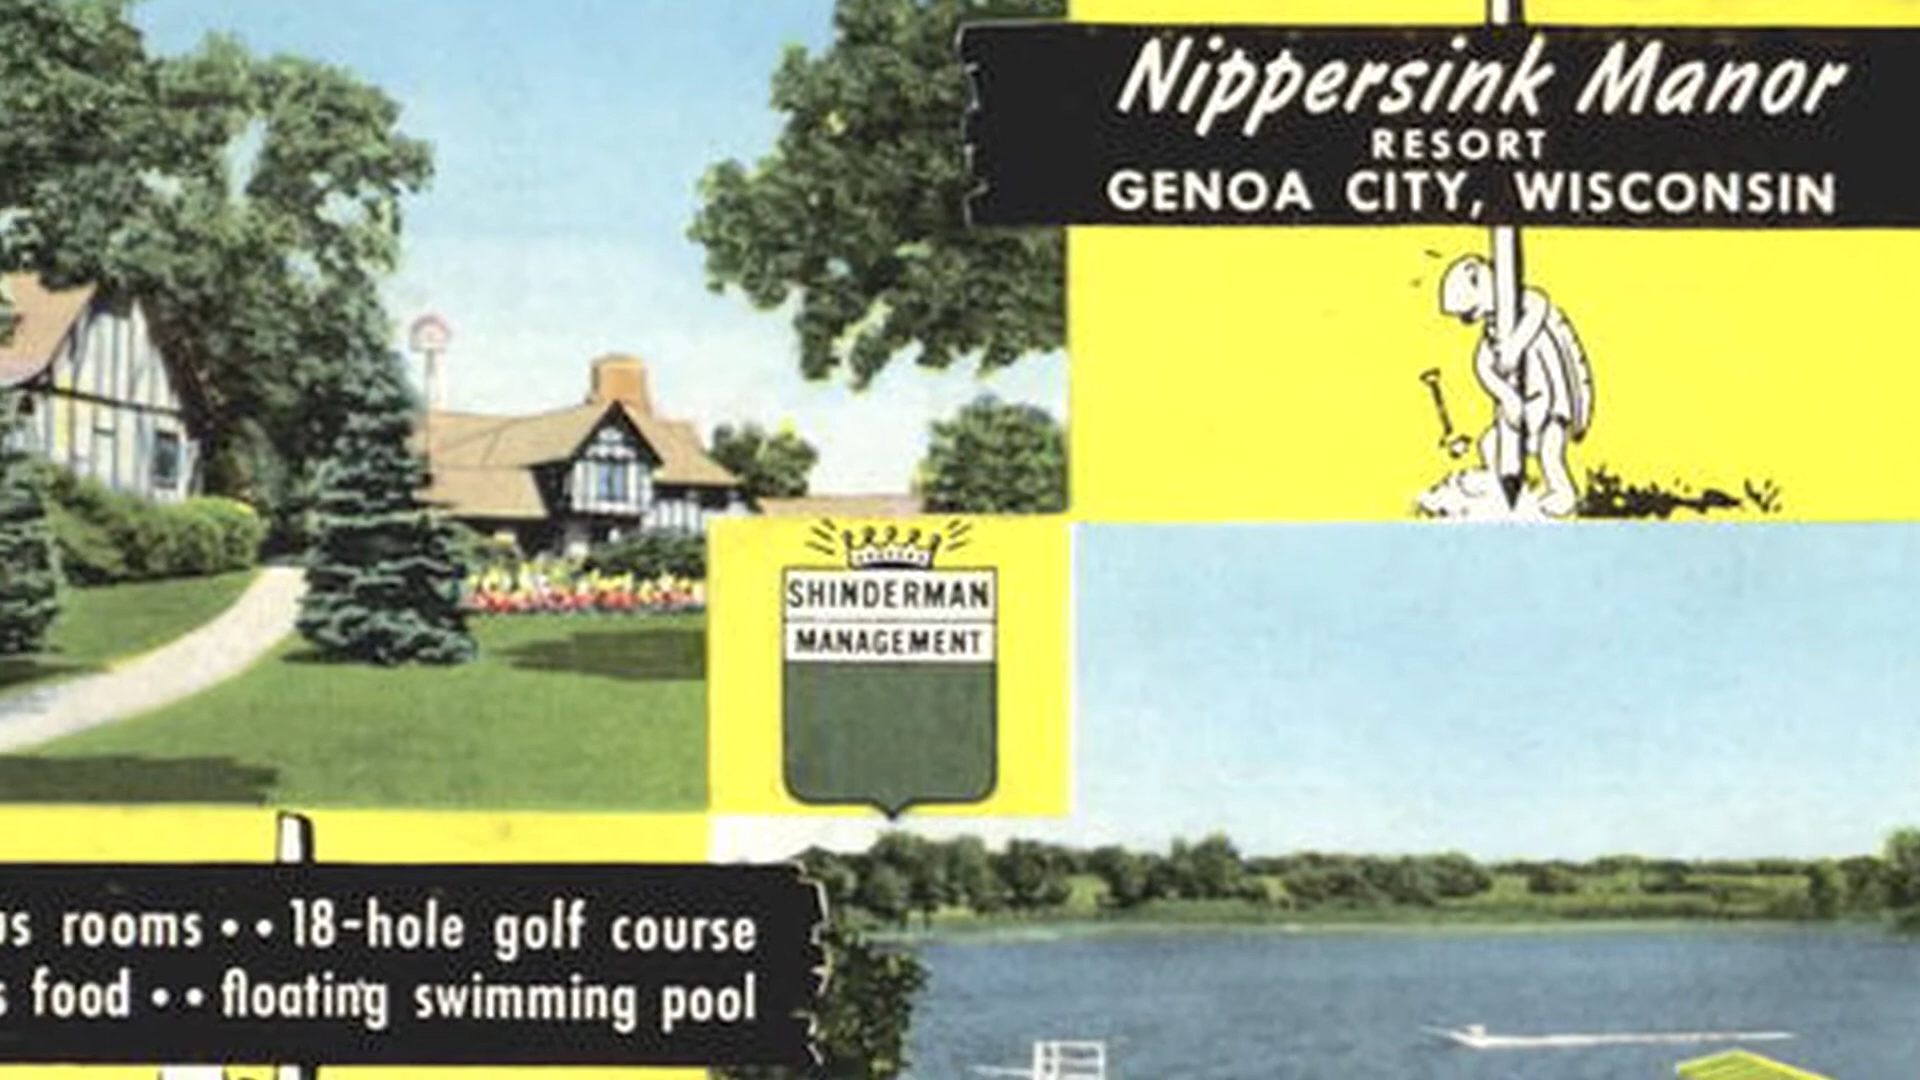 Nippersink Manor
RESORT
GENOA CITY, WISCONSIN
SHINDERMAN
MANAGEMENT
rooms • • 18-hole golf course
food • • floating swimming pool